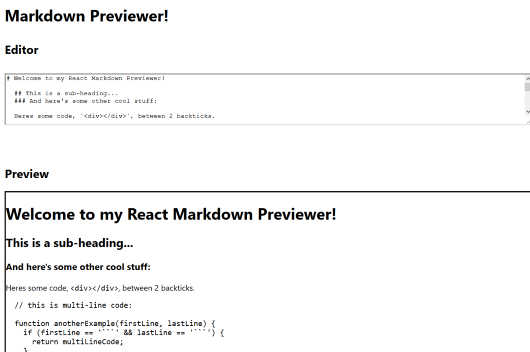 Markdown Previewer!
Editor
# Welcome to my React Markdown Previewer!
## This is a sub-heading...
### And here's some other cool stuff:
Heres some code, `<div></div>`, between 2 backticks.
Preview
Welcome to my React Markdown Previewer!
This is a sub-heading...
And here's some other cool stuff:
Heres some code, <div></div>, between 2 backticks.
// this is multi-line code:
function anotherExample(firstLine, lastLine) {
if (firstLine == '```' && lastLine == '```') {
return multiLineCode;
}